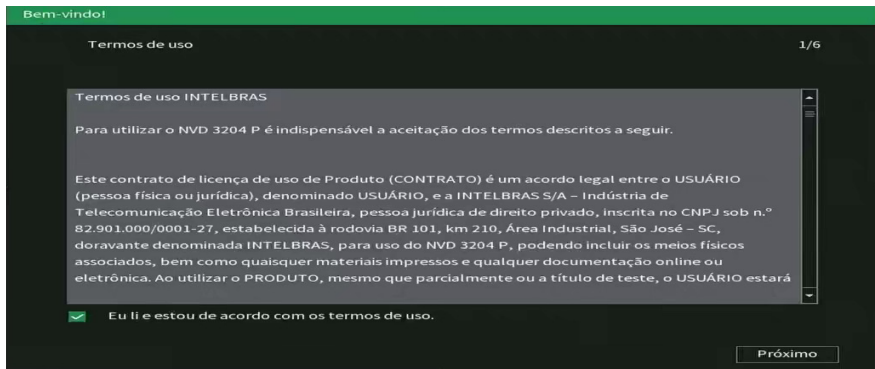 Bem-vindo!
Termos de uso
1/6
Termos de uso INTELBRAS
Para utilizar o NVD 3204 P é indispensável a aceitação dos termos descritos a seguir.
Este contrato de licença de uso de Produto (CONTRATO) é um acordo legal entre o USUÁRIO
(pessoa física ou jurídica), denominado USUÁRIO, e a INTELBRAS S/A – Indústria de
Telecomunicação Eletrônica Brasileira, pessoa jurídica de direito privado, inscrita no CNPJ sob n.º
82.901.000/0001-27, estabelecida à rodovia BR 101, km 210, Área Industrial, São José – SC,
doravante denominada INTELBRAS, para uso do NVD 3204 P, podendo incluir os meios físicos
associados, bem como quaisquer materiais impressos e qualquer documentação online ou
eletrônica. Ao utilizar o PRODUTO, mesmo que parcialmente ou a título de teste, o USUÁRIO estará
Eu li e estou de acordo com os termos de uso.
Próximo